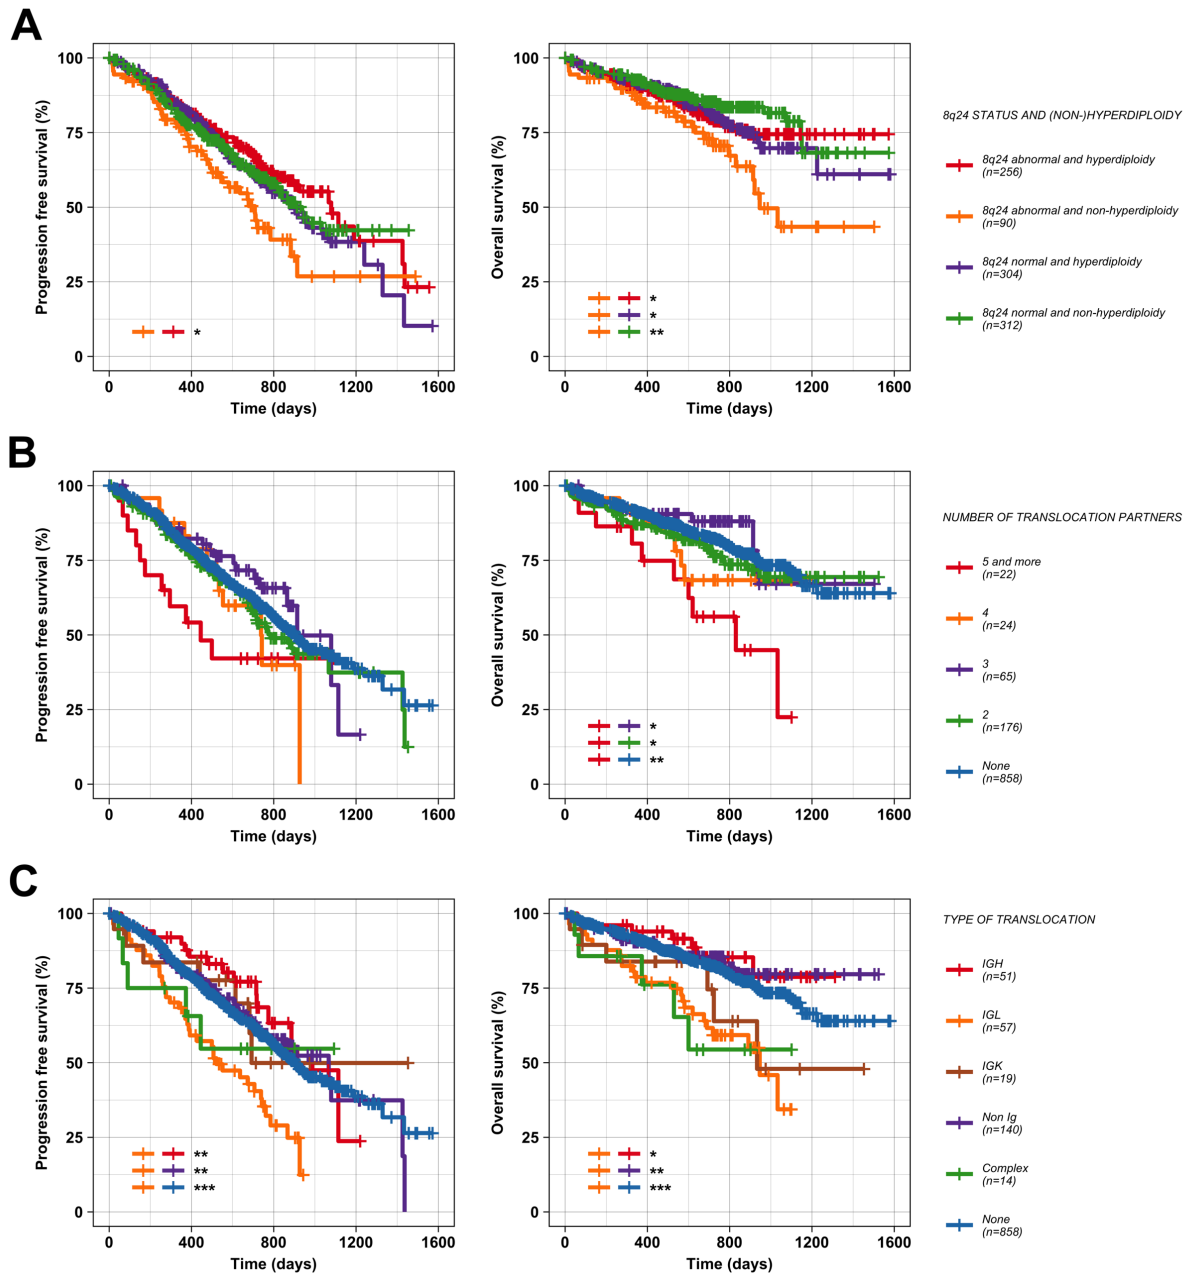 A
Progression free survival (%)
100
75
50
25
0
*
0 400 800 1200 1600
Time (days)
Overall survival (%)
100
75
50
25
0
*
*
**
0 400 800 1200 1600
Time (days)
8q24 STATUS AND (NON-)HYPERDIPLOIDY
8q24 abnormal and hyperdiploidy
(n=256)
8q24 abnormal and non-hyperdiploidy
(n=90)
8q24 normal and hyperdiploidy
(n=304)
8q24 normal and non-hyperdiploidy
(n=312)
B
Progression free survival (%)
100
75
50
25
0
0 400 800 1200 1600
Time (days)
Overall survival (%)
100
75
50
25
0
*
*
**
0 400 800 1200 1600
Time (days)
NUMBER OF TRANSLOCATION PARTNERS
5 and more
(n=22)
4
(n=24)
3
(n=65)
2
(n=176)
None
(n=858)
C
Progression free survival (%)
100
75
50
25
0
**
**
***
0 400 800 1200 1600
Time (days)
Overall survival (%)
100
75
50
25
0
*
**
***
0 400 800 1200 1600
Time (days)
TYPE OF TRANSLOCATION
IGH
(n=51)
IGL
(n=57)
IGK
(n=19)
Non Ig
(n=140)
Complex
(n=14)
None
(n=858)